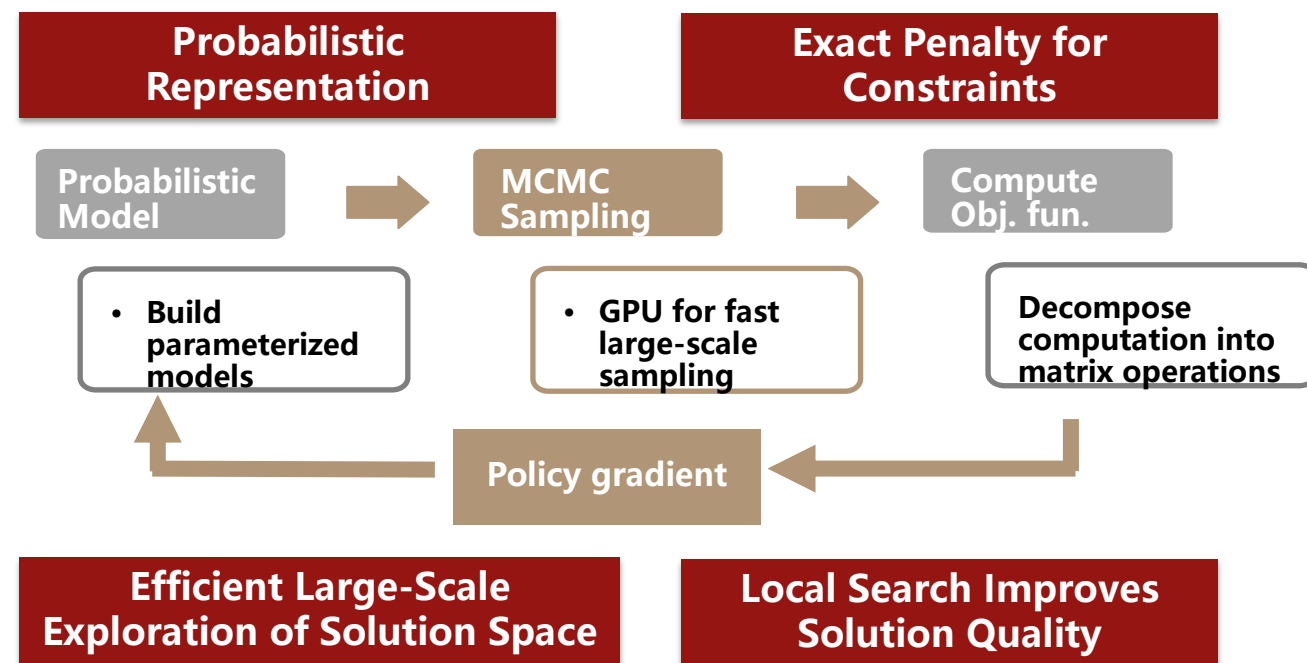 Probabilistic
Representation
Exact Penalty for
Constraints
Probabilistic
Model
MCMC
Sampling
Compute
Obj. fun.
• Build
parameterized
models
• GPU for fast
large-scale
sampling
Decompose
computation into
matrix operations
Policy gradient
Efficient Large-Scale
Exploration of Solution Space
Local Search Improves
Solution Quality